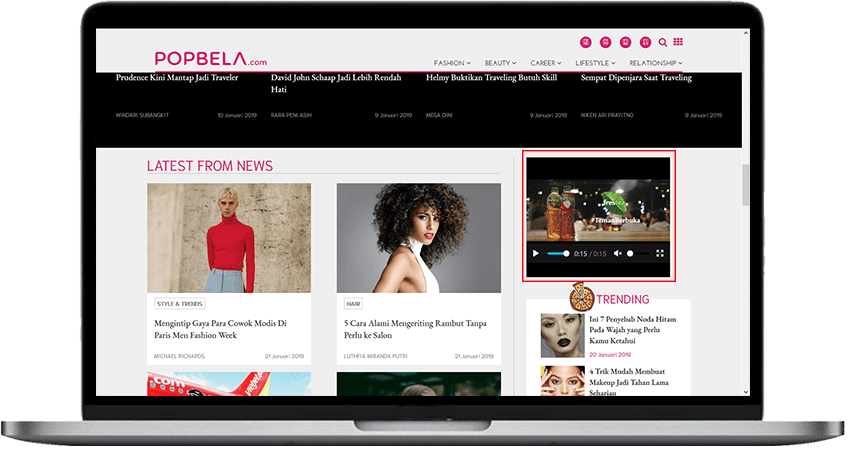 POPBELA.com
FASHION
BEAUTY
CAREER
LIFESTYLE
RELATIONSHIP
Prudence Kini Mantap Jadi Traveler
WINDARI SUBANGKIT
10 Januari 2019
David John Schaap Jadi Lebih Rendah
Hati
RARA PENI ASIH
9 Januari 2019
Helmy Buktikan Traveling Butuh Skill
MEGA DINI
9 Januari 2019
Sempat Dipenjara Saat Traveling
NIKEN ARI PRAYITNO
9 Januari 2019
LATEST FROM NEWS
STYLE & TRENDS
Mengintip Gaya Para Cowok Modis Di
Paris Men Fashion Week
MICHAEL RICHARDS
21 Januari 2019
HAIR
5 Cara Alami Mengeriting Rambut Tanpa
Perlu ke Salon
LUTHFIA MIRANDA PUTRI
21 Januari 2019
.com
frestea
#TemanBerbuka
0:15 / 0:15
TRENDING
Ini 7 Penyebab Noda Hitam
Pada Wajah yang Perlu
Kamu Ketahui
20 Januari 2019
4 Trik Mudah Membuat
Makeup Jadi Tahan Lama
Seharian